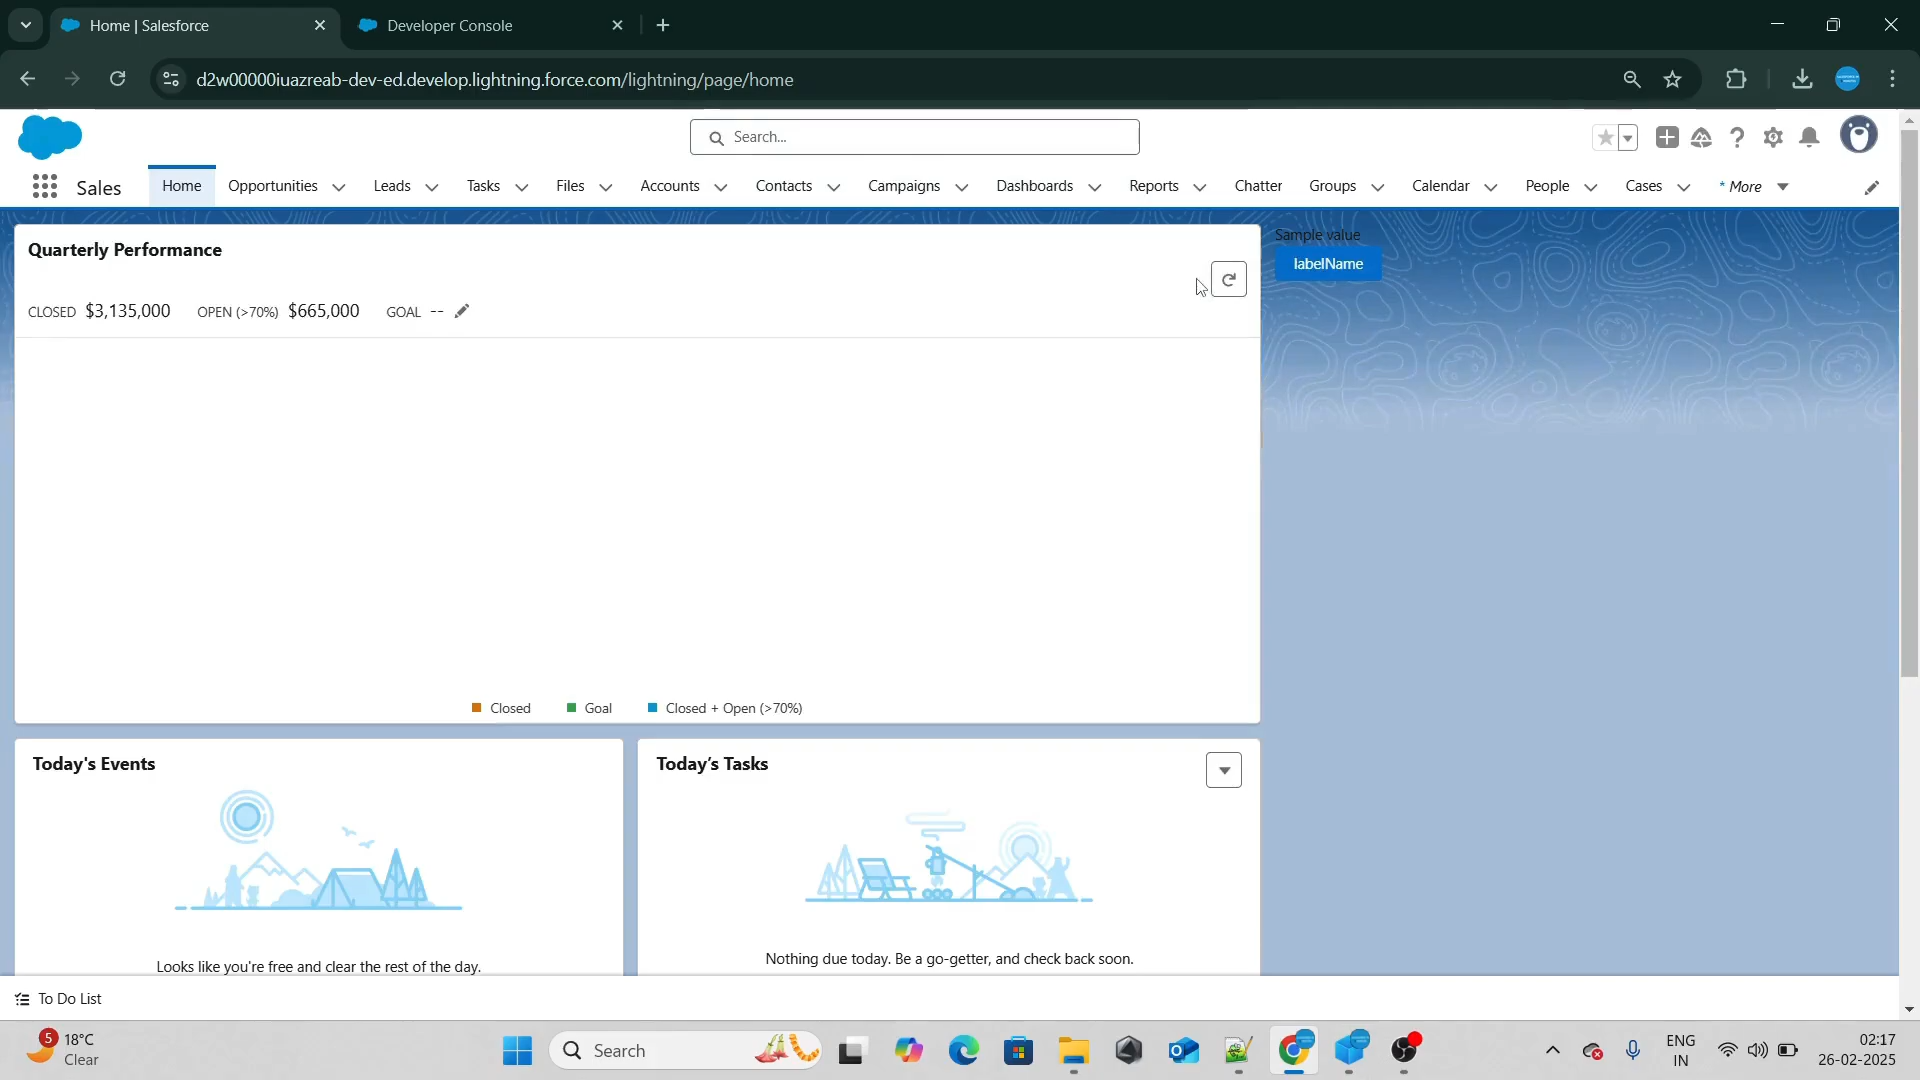 Home | Salesforce
Developer Console
d2w00000iuazreab-dev-ed.develop.lightning.force.com/lightning/page/home
Search...
Sales
Home Opportunities Leads Tasks Files Accounts Contacts Campaigns Dashboards Reports Chatter Groups Calendar People Cases * More
Quarterly Performance
Sample value
labelName
CLOSED $3,135,000 OPEN (>70%) $665,000 GOAL --
Closed Goal Closed + Open (>70%)
Today's Events
Today’s Tasks
Looks like you're free and clear the rest of the day.
Nothing due today. Be a go-getter, and check back soon.
To Do List
5
18°C
Clear
Search
ENG
IN
02:17
26-02-2025